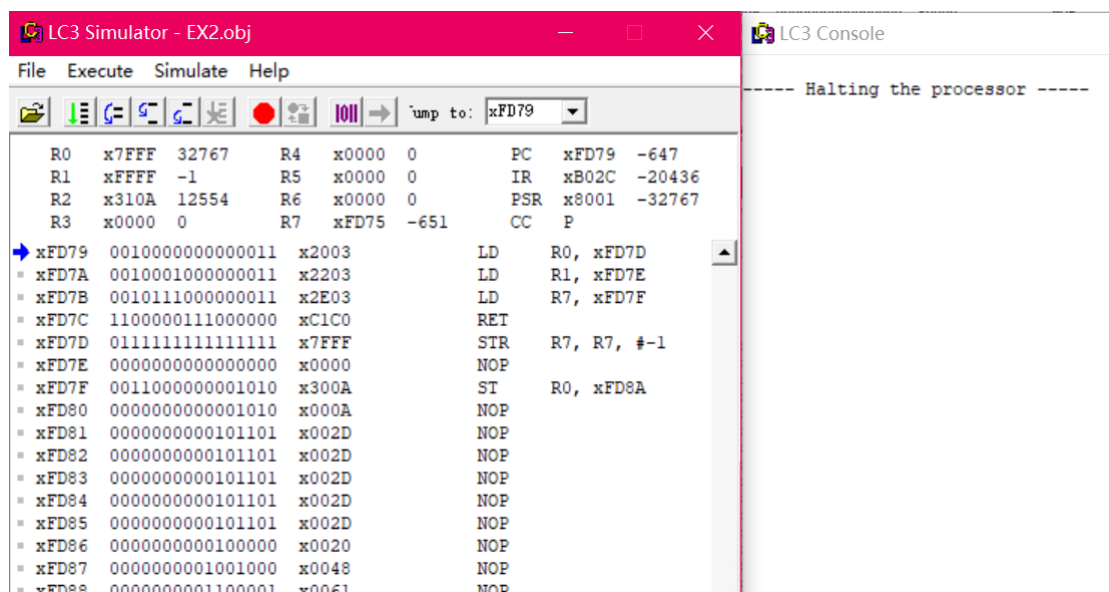 LC3 Simulator - EX2.obj
File Execute Simulate Help
ump to: xFD79
R0 x7FFF 32767 R4 x0000 0 PC xFD79 -647
R1 xFFFF -1 R5 x0000 0 IR xB02C -20436
R2 x310A 12554 R6 x0000 0 PSR x8001 -32767
R3 x0000 0 R7 xFD75 -651 CC P
xFD79 0010000000000011 x2003 LD R0, xFD7D
xFD7A 0010001000000011 x2203 LD R1, xFD7E
xFD7B 0010111000000011 x2E03 LD R7, xFD7F
xFD7C 1100000111000000 xC1C0 RET
xFD7D 0111111111111111 x7FFF STR R7, R7, #-1
xFD7E 0000000000000000 x0000 NOP
xFD7F 0011000000001010 x300A ST R0, xFD8A
xFD80 0000000000001010 x000A NOP
xFD81 0000000000101101 x002D NOP
xFD82 0000000000101101 x002D NOP
xFD83 0000000000101101 x002D NOP
xFD84 0000000000101101 x002D NOP
xFD85 0000000000101101 x002D NOP
xFD86 0000000000100000 x0020 NOP
xFD87 0000000001001000 x0048 NOP
xFD88 0000000001100001 x0061 NOP
LC3 Console
----- Halting the processor -----